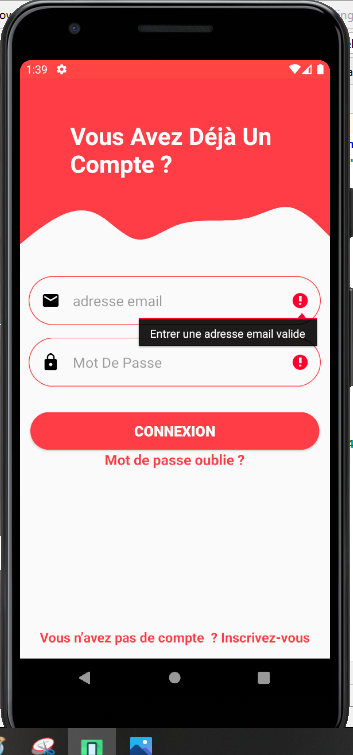 1:39
Vous Avez Déjà Un
Compte ?
adresse email
Entrer une adresse email valide
Mot De Passe
CONNEXION
Mot de passe oublie ?
Vous n'avez pas de compte  ? Inscrivez-vous